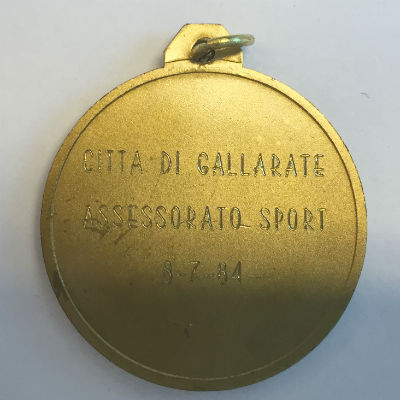 CITTA DI GALLARATE
ASSESSORATO SPORT
8-7-84